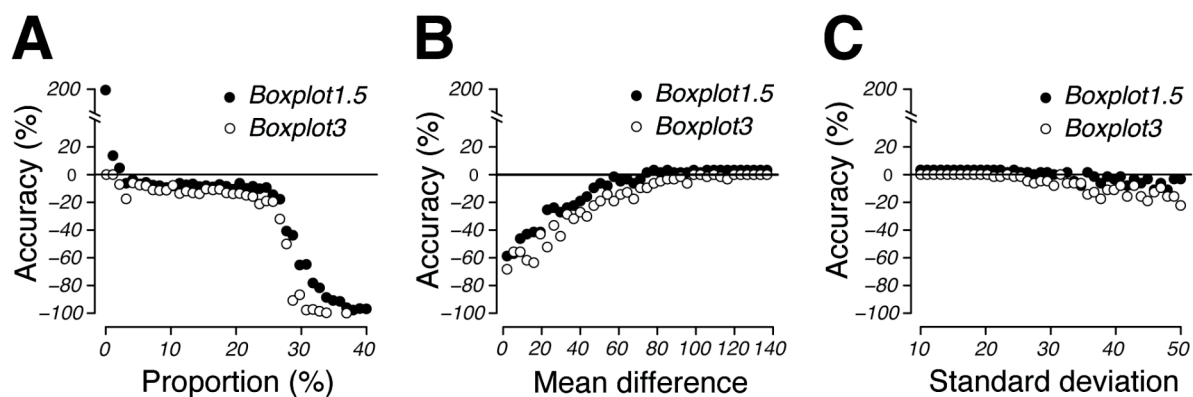 A
Accuracy (%)
200
20
0
−20
−40
−60
−80
−100
Boxplot1.5
Boxplot3
0 10 20 30 40
Proportion (%)
B
Accuracy (%)
200
20
0
−20
−40
−60
−80
−100
Boxplot1.5
Boxplot3
0 20 40 60 80 100 120 140
Mean difference
C
Accuracy (%)
200
20
0
−20
−40
−60
−80
−100
Boxplot1.5
Boxplot3
10 20 30 40 50
Standard deviation